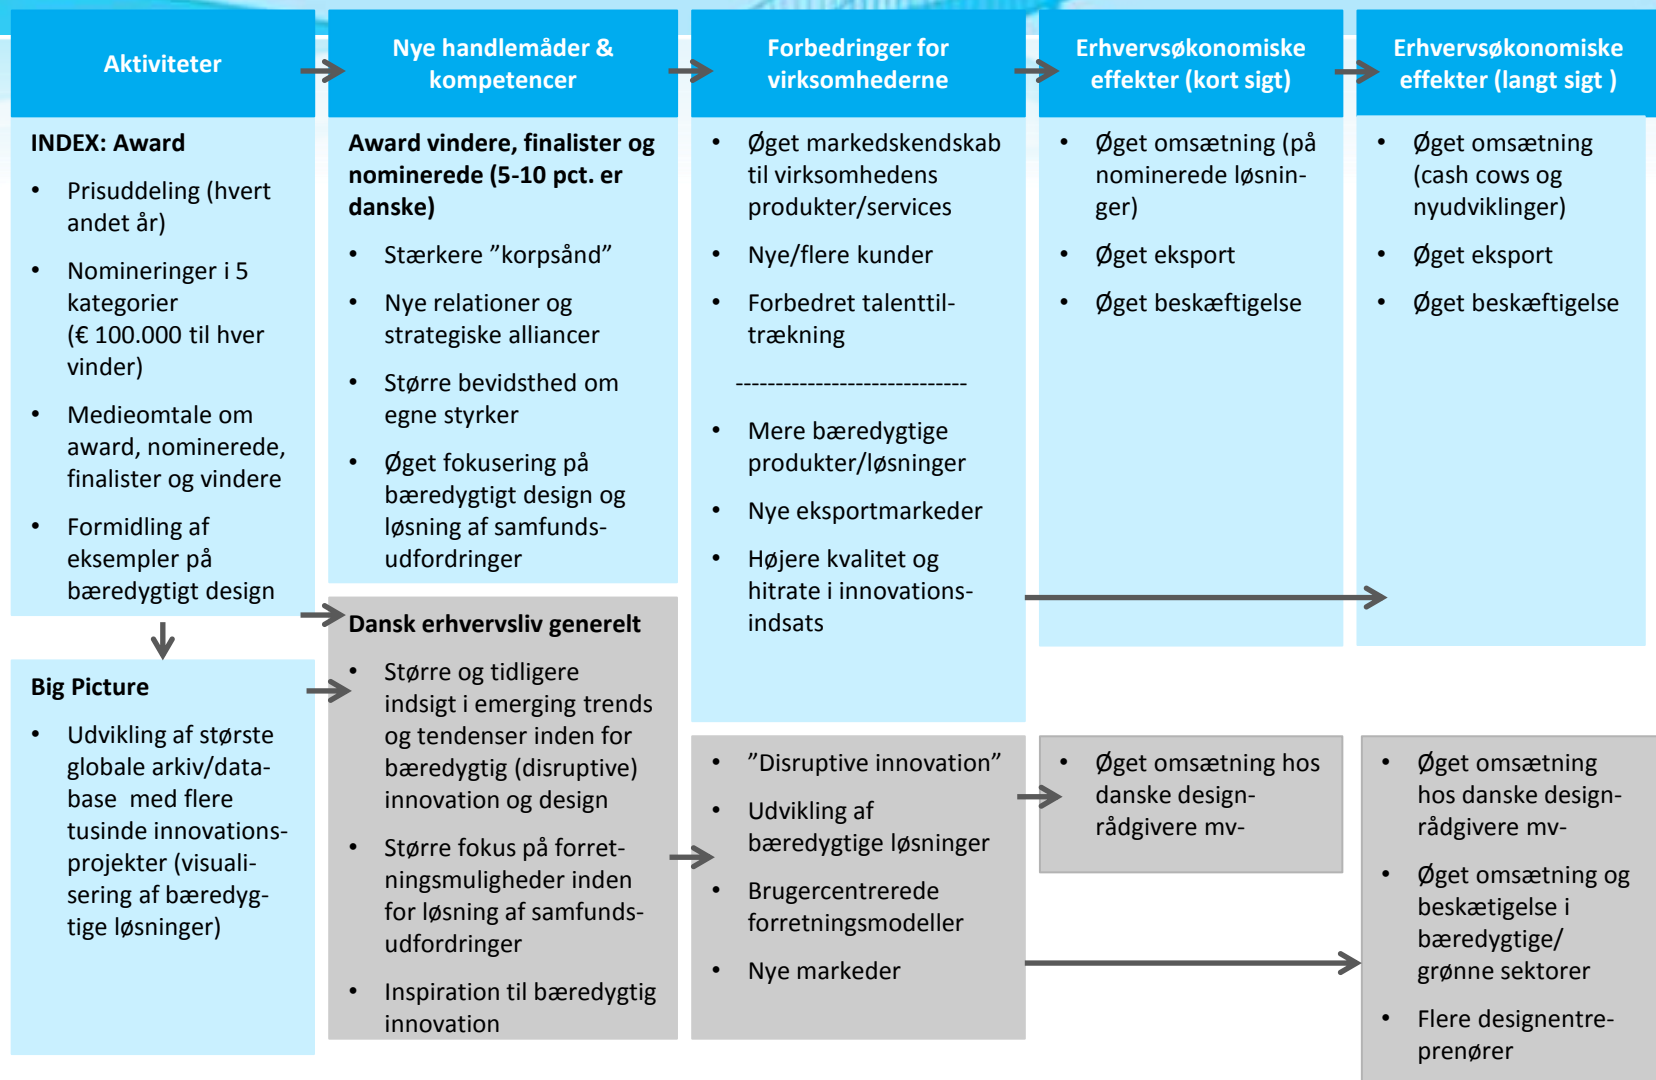 Aktiviteter
Nye handlemåder &
kompetencer
Forbedringer for
virksomhederne
Erhvervsøkonomiske
effekter (kort sigt)
Erhvervsøkonomiske
effekter (langt sigt )
INDEX: Award
• Prisuddeling (hvert
andet år)
• Nomineringer i 5
kategorier
(€ 100.000 til hver
vinder)
• Medieomtale om
award, nominerede,
finalister og vindere
• Formidling af
eksempler på
bæredygtigt design
Big Picture
• Udvikling af største
globale arkiv/data-
base med flere
tusinde innovations-
projekter (visuali-
sering af bæredyg-
tige løsninger)
Award vindere, finalister og
nominerede (5-10 pct. er
danske)
• Stærkere ”korpsånd”
• Nye relationer og
strategiske alliancer
• Større bevidsthed om
egne styrker
• Øget fokusering på
bæredygtigt design og
løsning af samfunds-
udfordringer
Dansk erhvervsliv generelt
• Større og tidligere
indsigt i emerging trends
og tendenser inden for
bæredygtig (disruptive)
innovation og design
• Større fokus på forret-
ningsmuligheder inden
for løsning af samfunds-
udfordringer
• Inspiration til bæredygtig
innovation
• Øget markedskendskab
til virksomhedens
produkter/services
• Nye/flere kunder
• Forbedret talenttil-
trækning
-----------------------------
• Mere bæredygtige
produkter/løsninger
• Nye eksportmarkeder
• Højere kvalitet og
hitrate i innovations-
indsats
• ”Disruptive innovation”
• Udvikling af
bæredygtige løsninger
• Brugercentrerede
forretningsmodeller
• Nye markeder
• Øget omsætning (på
nominerede løsnin-
ger)
• Øget eksport
• Øget beskæftigelse
• Øget omsætning hos
danske design-
rådgivere mv-
• Øget omsætning
(cash cows og
nyudviklinger)
• Øget eksport
• Øget beskæftigelse
• Øget omsætning
hos danske design-
rådgivere mv-
• Øget omsætning og
beskætigelse i
bæredygtige/
grønne sektorer
• Flere designentre-
prenører